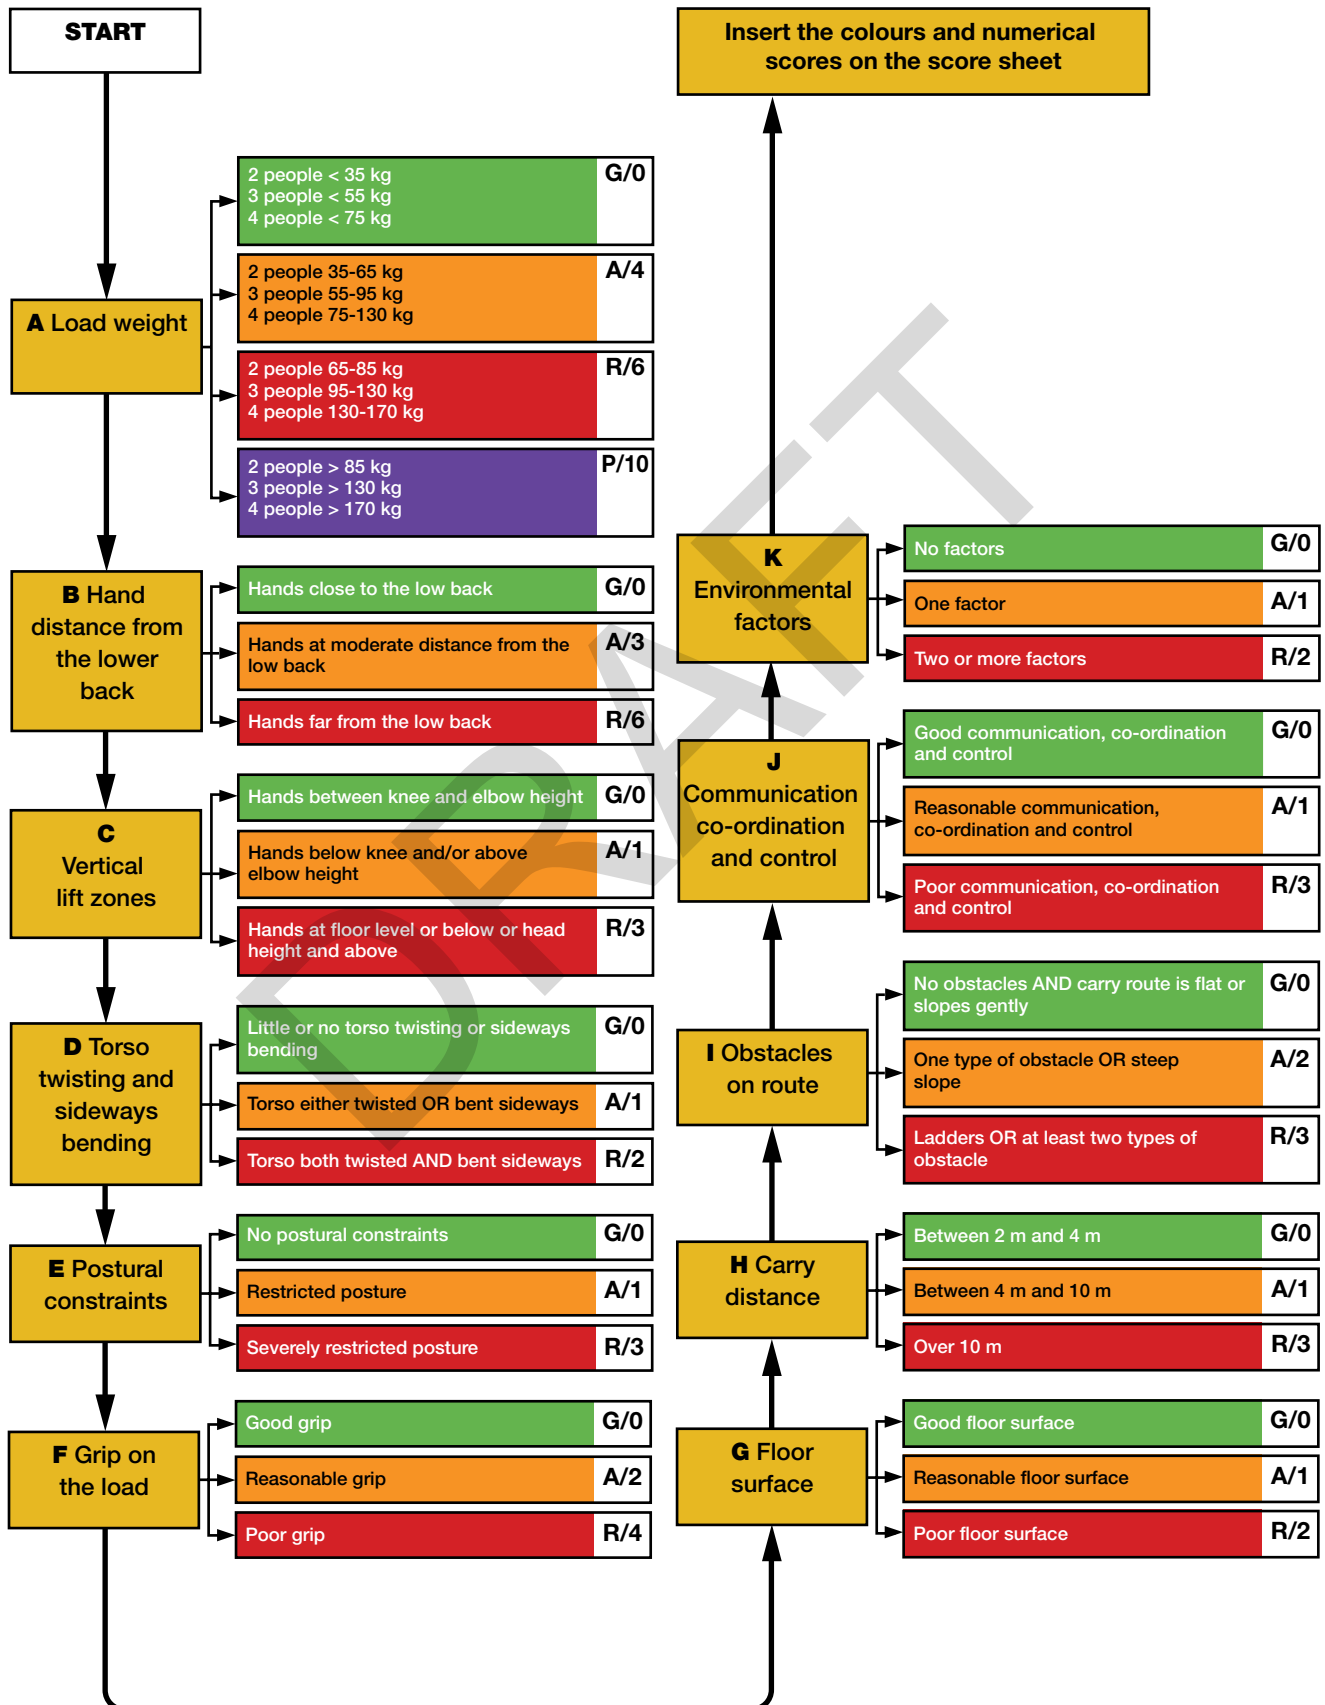 START
A Load weight
2 people < 35 kg
3 people < 55 kg
4 people < 75 kg
G/0
2 people 35-65 kg
3 people 55-95 kg
4 people 75-130 kg
A/4
2 people 65-85 kg
3 people 95-130 kg
4 people 130-170 kg
R/6
2 people > 85 kg
3 people > 130 kg
4 people > 170 kg
P/10
B Hand
distance from
the lower
back
Hands close to the low back
G/0
Hands at moderate distance from the
low back
A/3
Hands far from the low back
R/6
C
Vertical
lift zones
Hands between knee and elbow height
G/0
Hands below knee and/or above
elbow height
A/1
Hands at floor level or below or head
height and above
R/3
D Torso
twisting and
sideways
bending
Little or no torso twisting or sideways
bending
G/0
Torso either twisted OR bent sideways
A/1
Torso both twisted AND bent sideways
R/2
E Postural
constraints
No postural constraints
G/0
Restricted posture
A/1
Severely restricted posture
R/3
F Grip on
the load
Good grip
G/0
Reasonable grip
A/2
Poor grip
R/4
G Floor
surface
Good floor surface
G/0
Reasonable floor surface
A/1
Poor floor surface
R/2
H Carry
distance
Between 2 m and 4 m
G/0
Between 4 m and 10 m
A/1
Over 10 m
R/3
I Obstacles
on route
No obstacles AND carry route is flat or
slopes gently
G/0
One type of obstacle OR steep
slope
A/2
Ladders OR at least two types of
obstacle
R/3
J
Communication
co-ordination
and control
Good communication, co-ordination
and control
G/0
Reasonable communication,
co-ordination and control
A/1
Poor communication, co-ordination
and control
R/3
K
Environmental
factors
No factors
G/0
One factor
A/1
Two or more factors
R/2
Insert the colours and numerical
scores on the score sheet
DRAFT